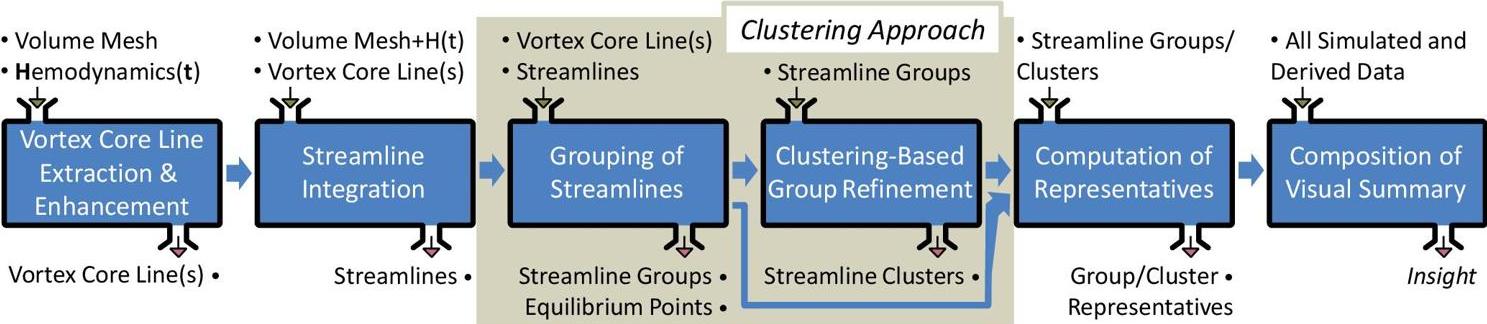 Clustering Approach
• Volume Mesh
• Hemodynamics(t)
Vortex Core Line
Extraction &
Enhancement
Vortex Core Line(s) •
• Volume Mesh+H(t)
• Vortex Core Line(s)
Streamline
Integration
Streamlines •
• Vortex Core Line(s)
• Streamlines
Grouping of
Streamlines
Streamline Groups •
Equilibrium Points •
• Streamline Groups
Clustering-Based
Group Refinement
Streamline Clusters •
• Streamline Groups/
Clusters
Computation of
Representatives
Group/Cluster •
Representatives
• All Simulated and
Derived Data
Composition of
Visual Summary
Insight